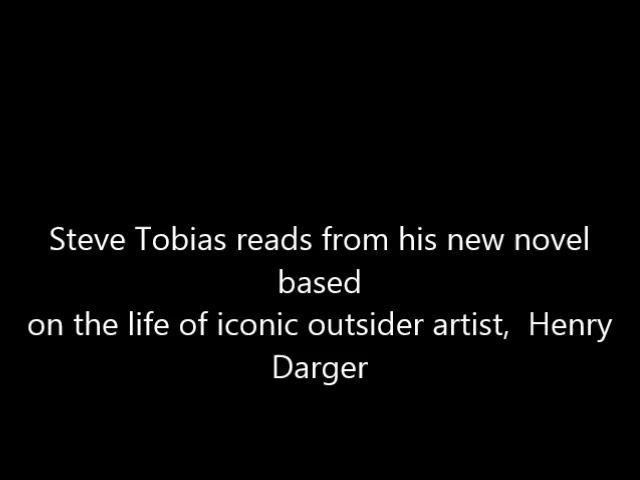 Steve Tobias reads from his new novel
based
on the life of iconic outsider artist,  Henry
Darger